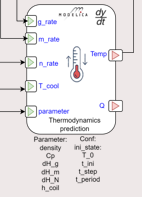 MODELICA
dy
dt
g_rate
m_rate
Temp
n_rate
T_cool
Q
parameter
Thermodynamics
prediction
Parameter: Conf:
density ini_state:
Cp T_0
dH_g t_ini
dH_m t_step
dH_N t_period
h_coil